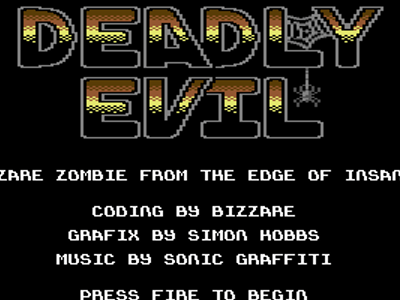 DEADLY
EVIL
ZARE ZOMBIE FROM THE EDGE OF INSAN
CODING BY BIZZARE
GRAFIX BY SIMON HOBBS
MUSIC BY SONIC GRAFFITI
PRESS FIRE TO BEGIN